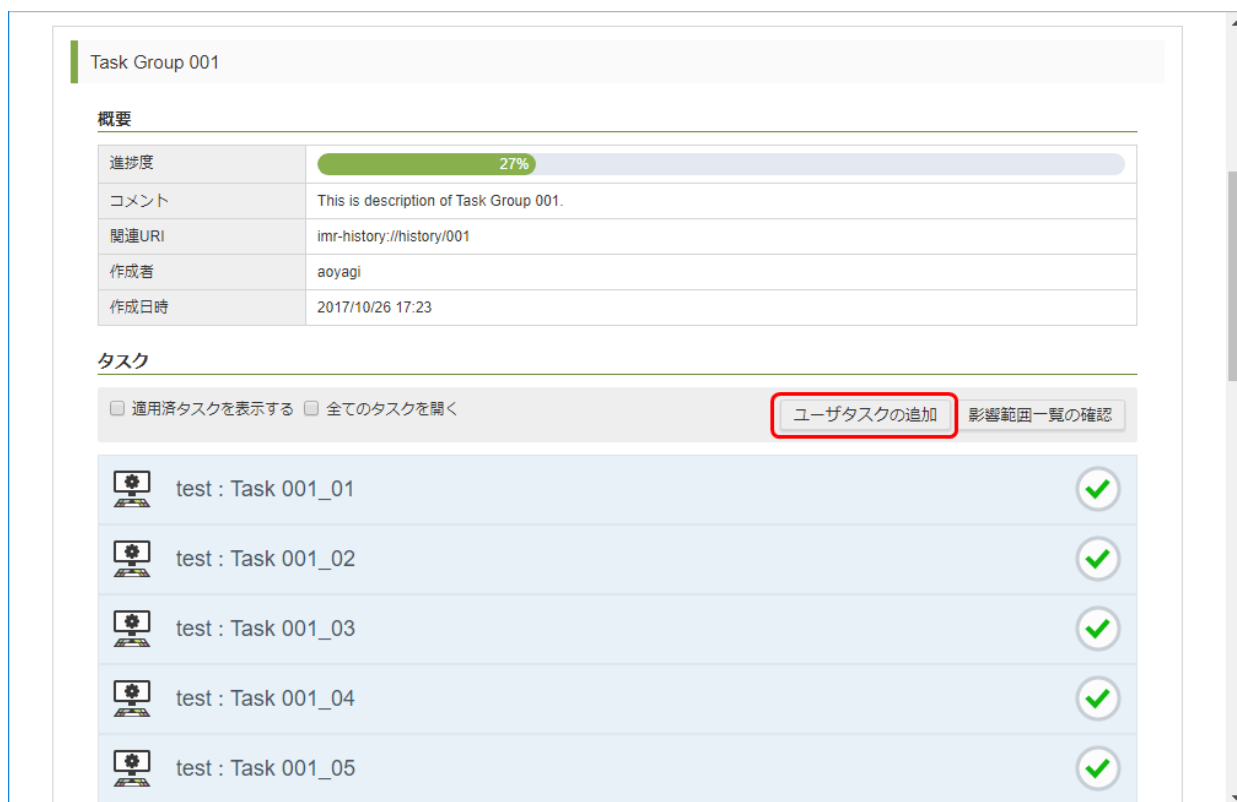 Task Group 001
概要
進捗度 27%
コメント This is description of Task Group 001.
関連URI imr-history://history/001
作成者 aoyagi
作成日時 2017/10/26 17:23
タスク
適用済タスクを表示する 全てのタスクを開く ユーザタスクの追加 影響範囲一覧の確認
test : Task 001_01
test : Task 001_02
test : Task 001_03
test : Task 001_04
test : Task 001_05